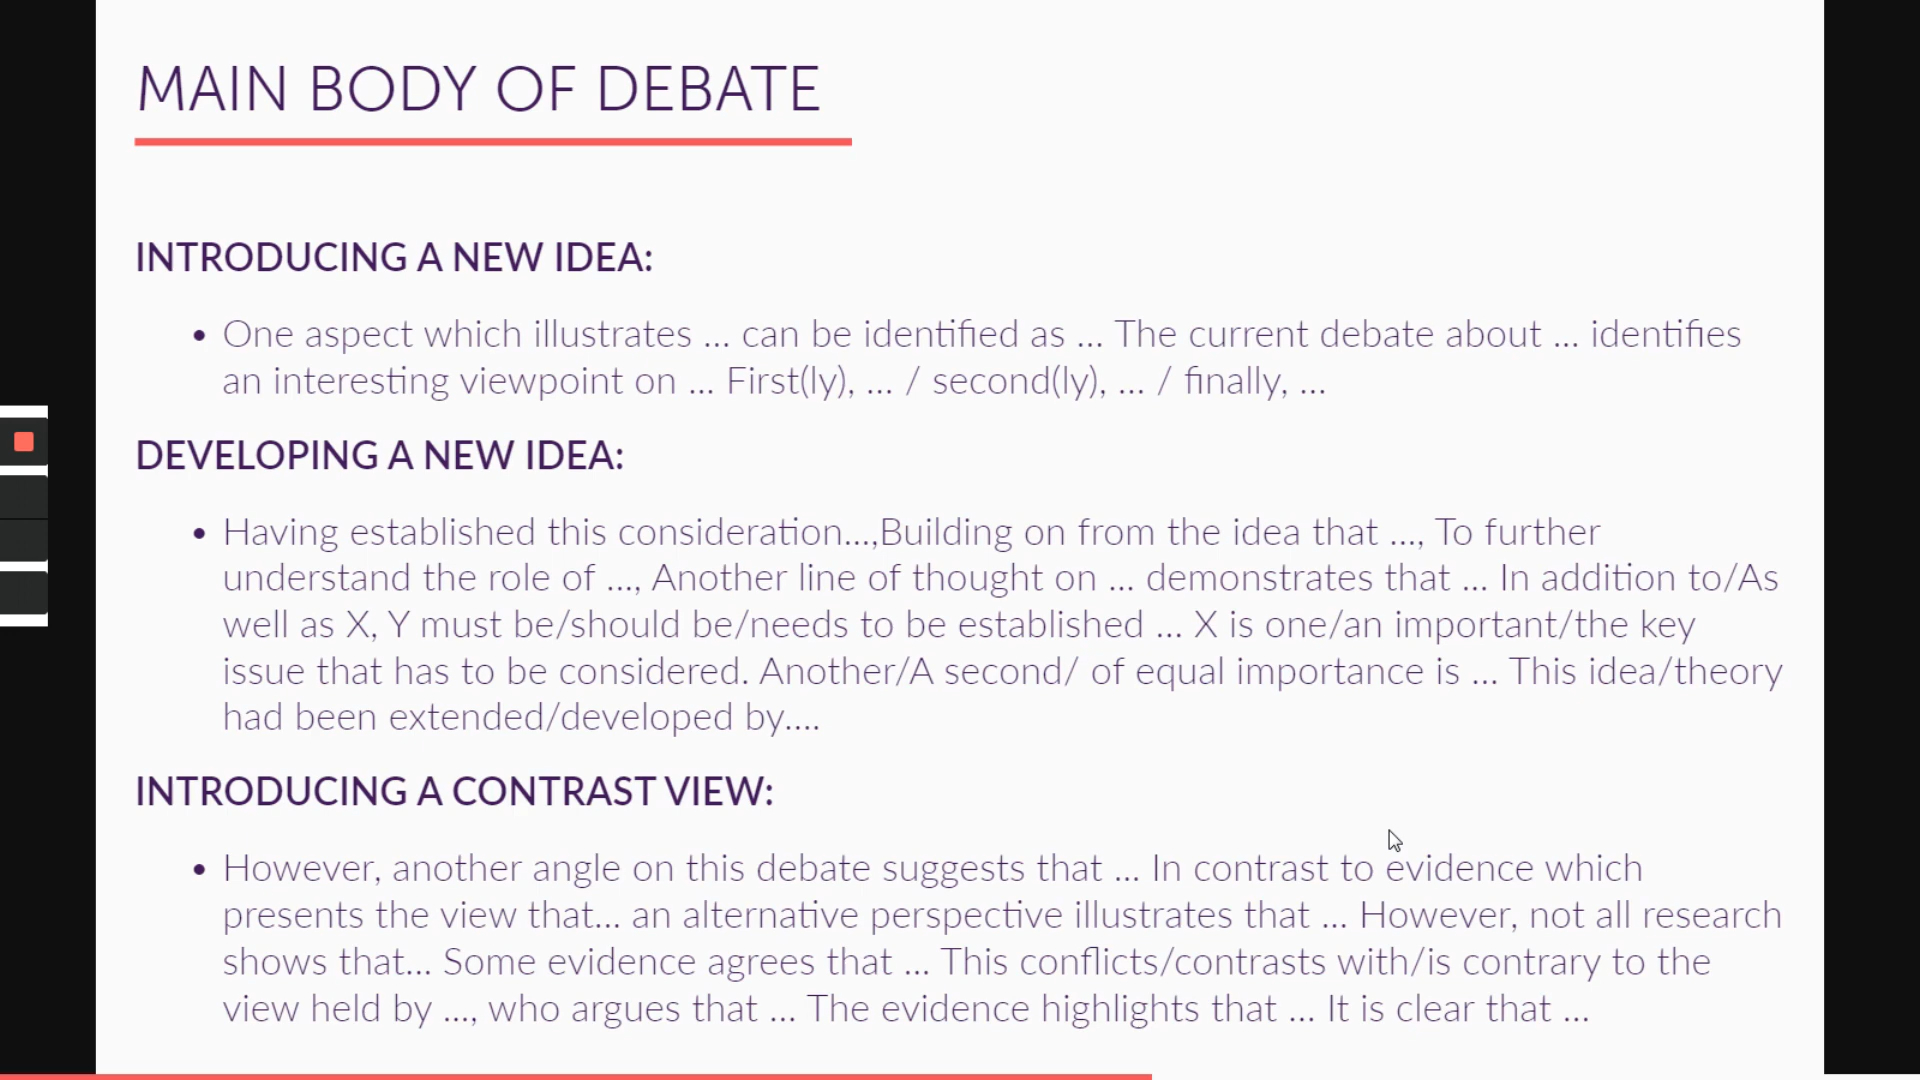 MAIN BODY OF DEBATE
INTRODUCING A NEW IDEA:
• One aspect which illustrates ... can be identified as ... The current debate about ... identifies
an interesting viewpoint on ... First(ly), ... / second(ly), ... / finally, ...
DEVELOPING A NEW IDEA:
• Having established this consideration...,Building on from the idea that ..., To further
understand the role of ..., Another line of thought on ... demonstrates that ... In addition to/As
well as X, Y must be/should be/needs to be established ... X is one/an important/the key
issue that has to be considered. Another/A second/ of equal importance is ... This idea/theory
had been extended/developed by....
INTRODUCING A CONTRAST VIEW:
• However, another angle on this debate suggests that ... In contrast to evidence which
presents the view that... an alternative perspective illustrates that ... However, not all research
shows that... Some evidence agrees that ... This conflicts/contrasts with/is contrary to the
view held by ..., who argues that ... The evidence highlights that ... It is clear that ...